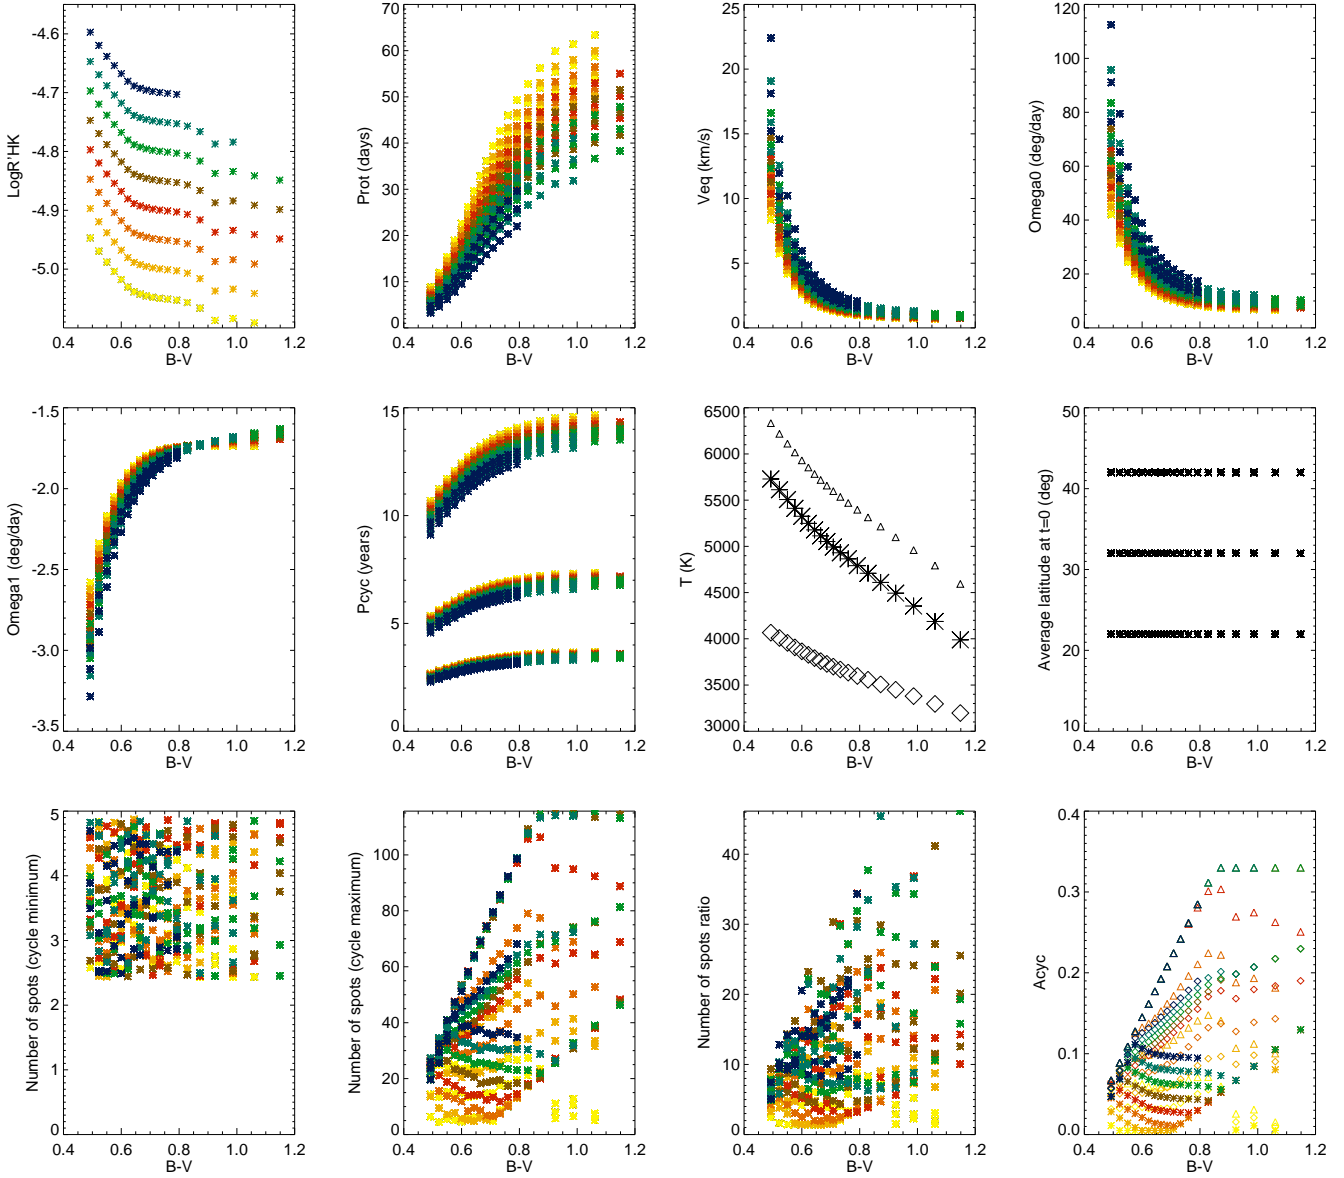 LogR'HK
-4.6
-4.7
-4.8
-4.9
-5.0
0.4 0.6 0.8 1.0 1.2
B-V
Prot (days)
70
60
50
40
30
20
10
0
0.4 0.6 0.8 1.0 1.2
B-V
Veq (km/s)
25
20
15
10
5
0
0.4 0.6 0.8 1.0 1.2
B-V
Omega0 (deg/day)
120
100
80
60
40
20
0
0.4 0.6 0.8 1.0 1.2
B-V
Omega1 (deg/day)
-1.5
-2.0
-2.5
-3.0
-3.5
0.4 0.6 0.8 1.0 1.2
B-V
Pcyc (years)
15
10
5
0
0.4 0.6 0.8 1.0 1.2
B-V
T (K)
6500
6000
5500
5000
4500
4000
3500
3000
0.4 0.6 0.8 1.0 1.2
B-V
Average latitude at t=0 (deg)
50
40
30
20
10
0.4 0.6 0.8 1.0 1.2
B-V
Number of spots (cycle minimum)
5
4
3
2
1
0
0.4 0.6 0.8 1.0 1.2
B-V
Number of spots (cycle maximum)
100
80
60
40
20
0
0.4 0.6 0.8 1.0 1.2
B-V
Number of spots ratio
40
30
20
10
0
0.4 0.6 0.8 1.0 1.2
B-V
Acyc
0.4
0.3
0.2
0.1
0.0
0.4 0.6 0.8 1.0 1.2
B-V